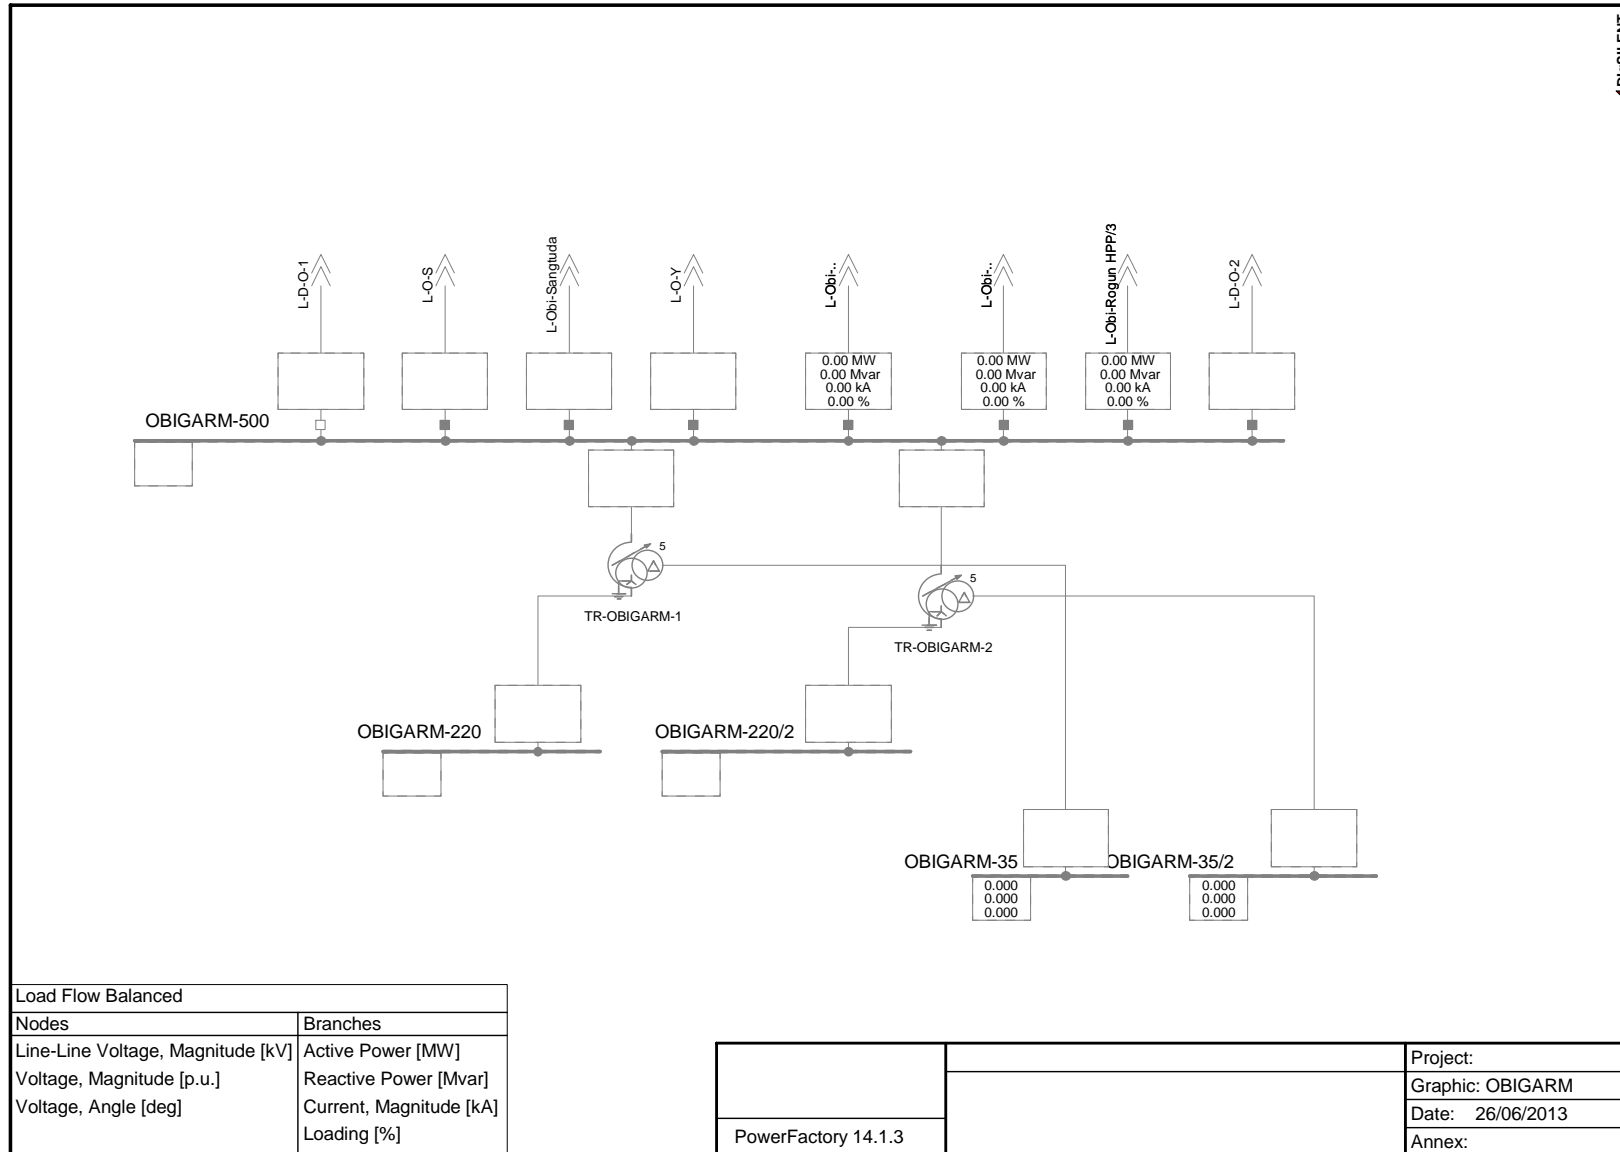 DIgSILENT
L-D-O-1
L-O-S
L-Obi-Sangtuda
L-O-Y
L-Obi-..
L-Obi-..
L-Obi-Rogun HPP/3
L-D-O-2
0.00 MW
0.00 Mvar
0.00 kA
0.00 %
0.00 MW
0.00 Mvar
0.00 kA
0.00 %
0.00 MW
0.00 Mvar
0.00 kA
0.00 %
OBIGARM-500
5
TR-OBIGARM-1
5
TR-OBIGARM-2
OBIGARM-220
OBIGARM-220/2
OBIGARM-35
OBIGARM-35/2
0.000
0.000
0.000
0.000
0.000
0.000
Load Flow Balanced
Nodes
Branches
Line-Line Voltage, Magnitude [kV]
Active Power [MW]
Voltage, Magnitude [p.u.]
Reactive Power [Mvar]
Voltage, Angle [deg]
Current, Magnitude [kA]
Loading [%]
PowerFactory 14.1.3
Project:
Graphic: OBIGARM
Date: 26/06/2013
Annex: